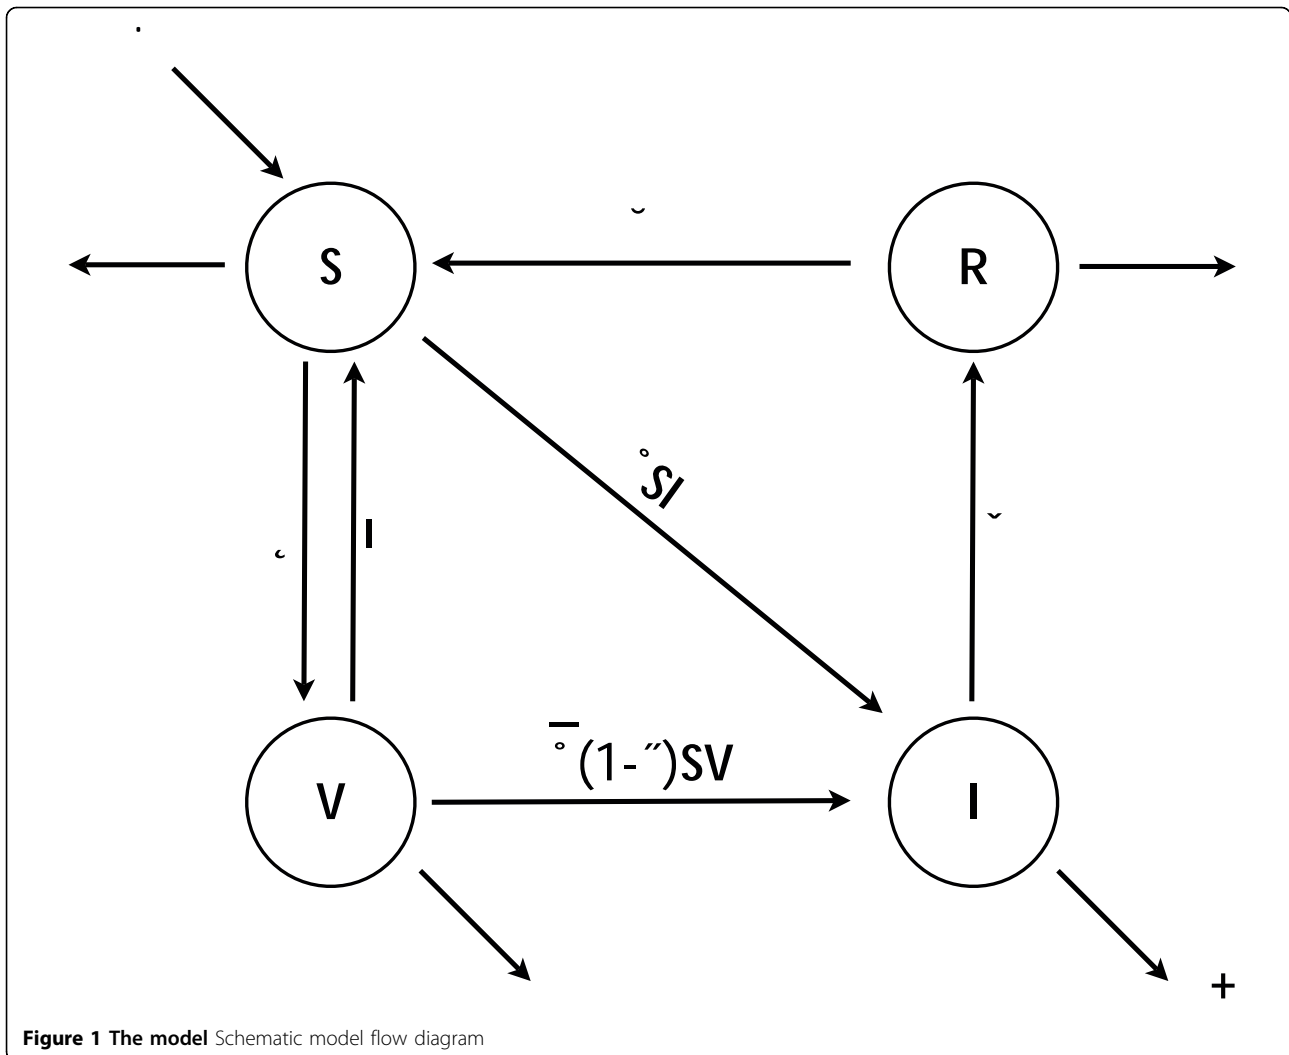 S
R
˘
˚SI
ˇ
I
˚(1-˝)SV
V
I
+
Figure 1 The model Schematic model flow diagram